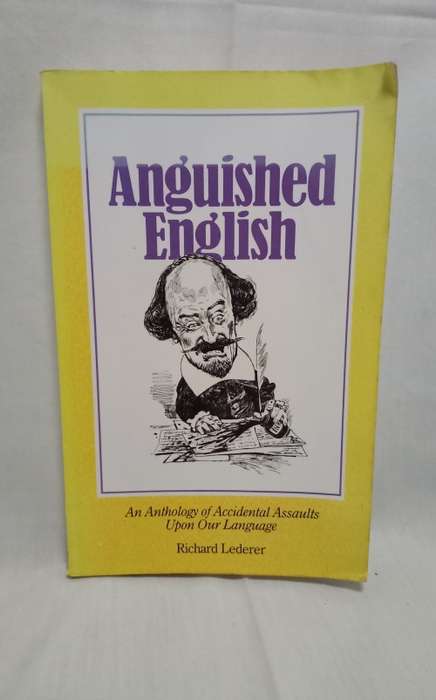 Anguished
English
An Anthology of Accidental Assaults
Upon Our Language
Richard Lederer